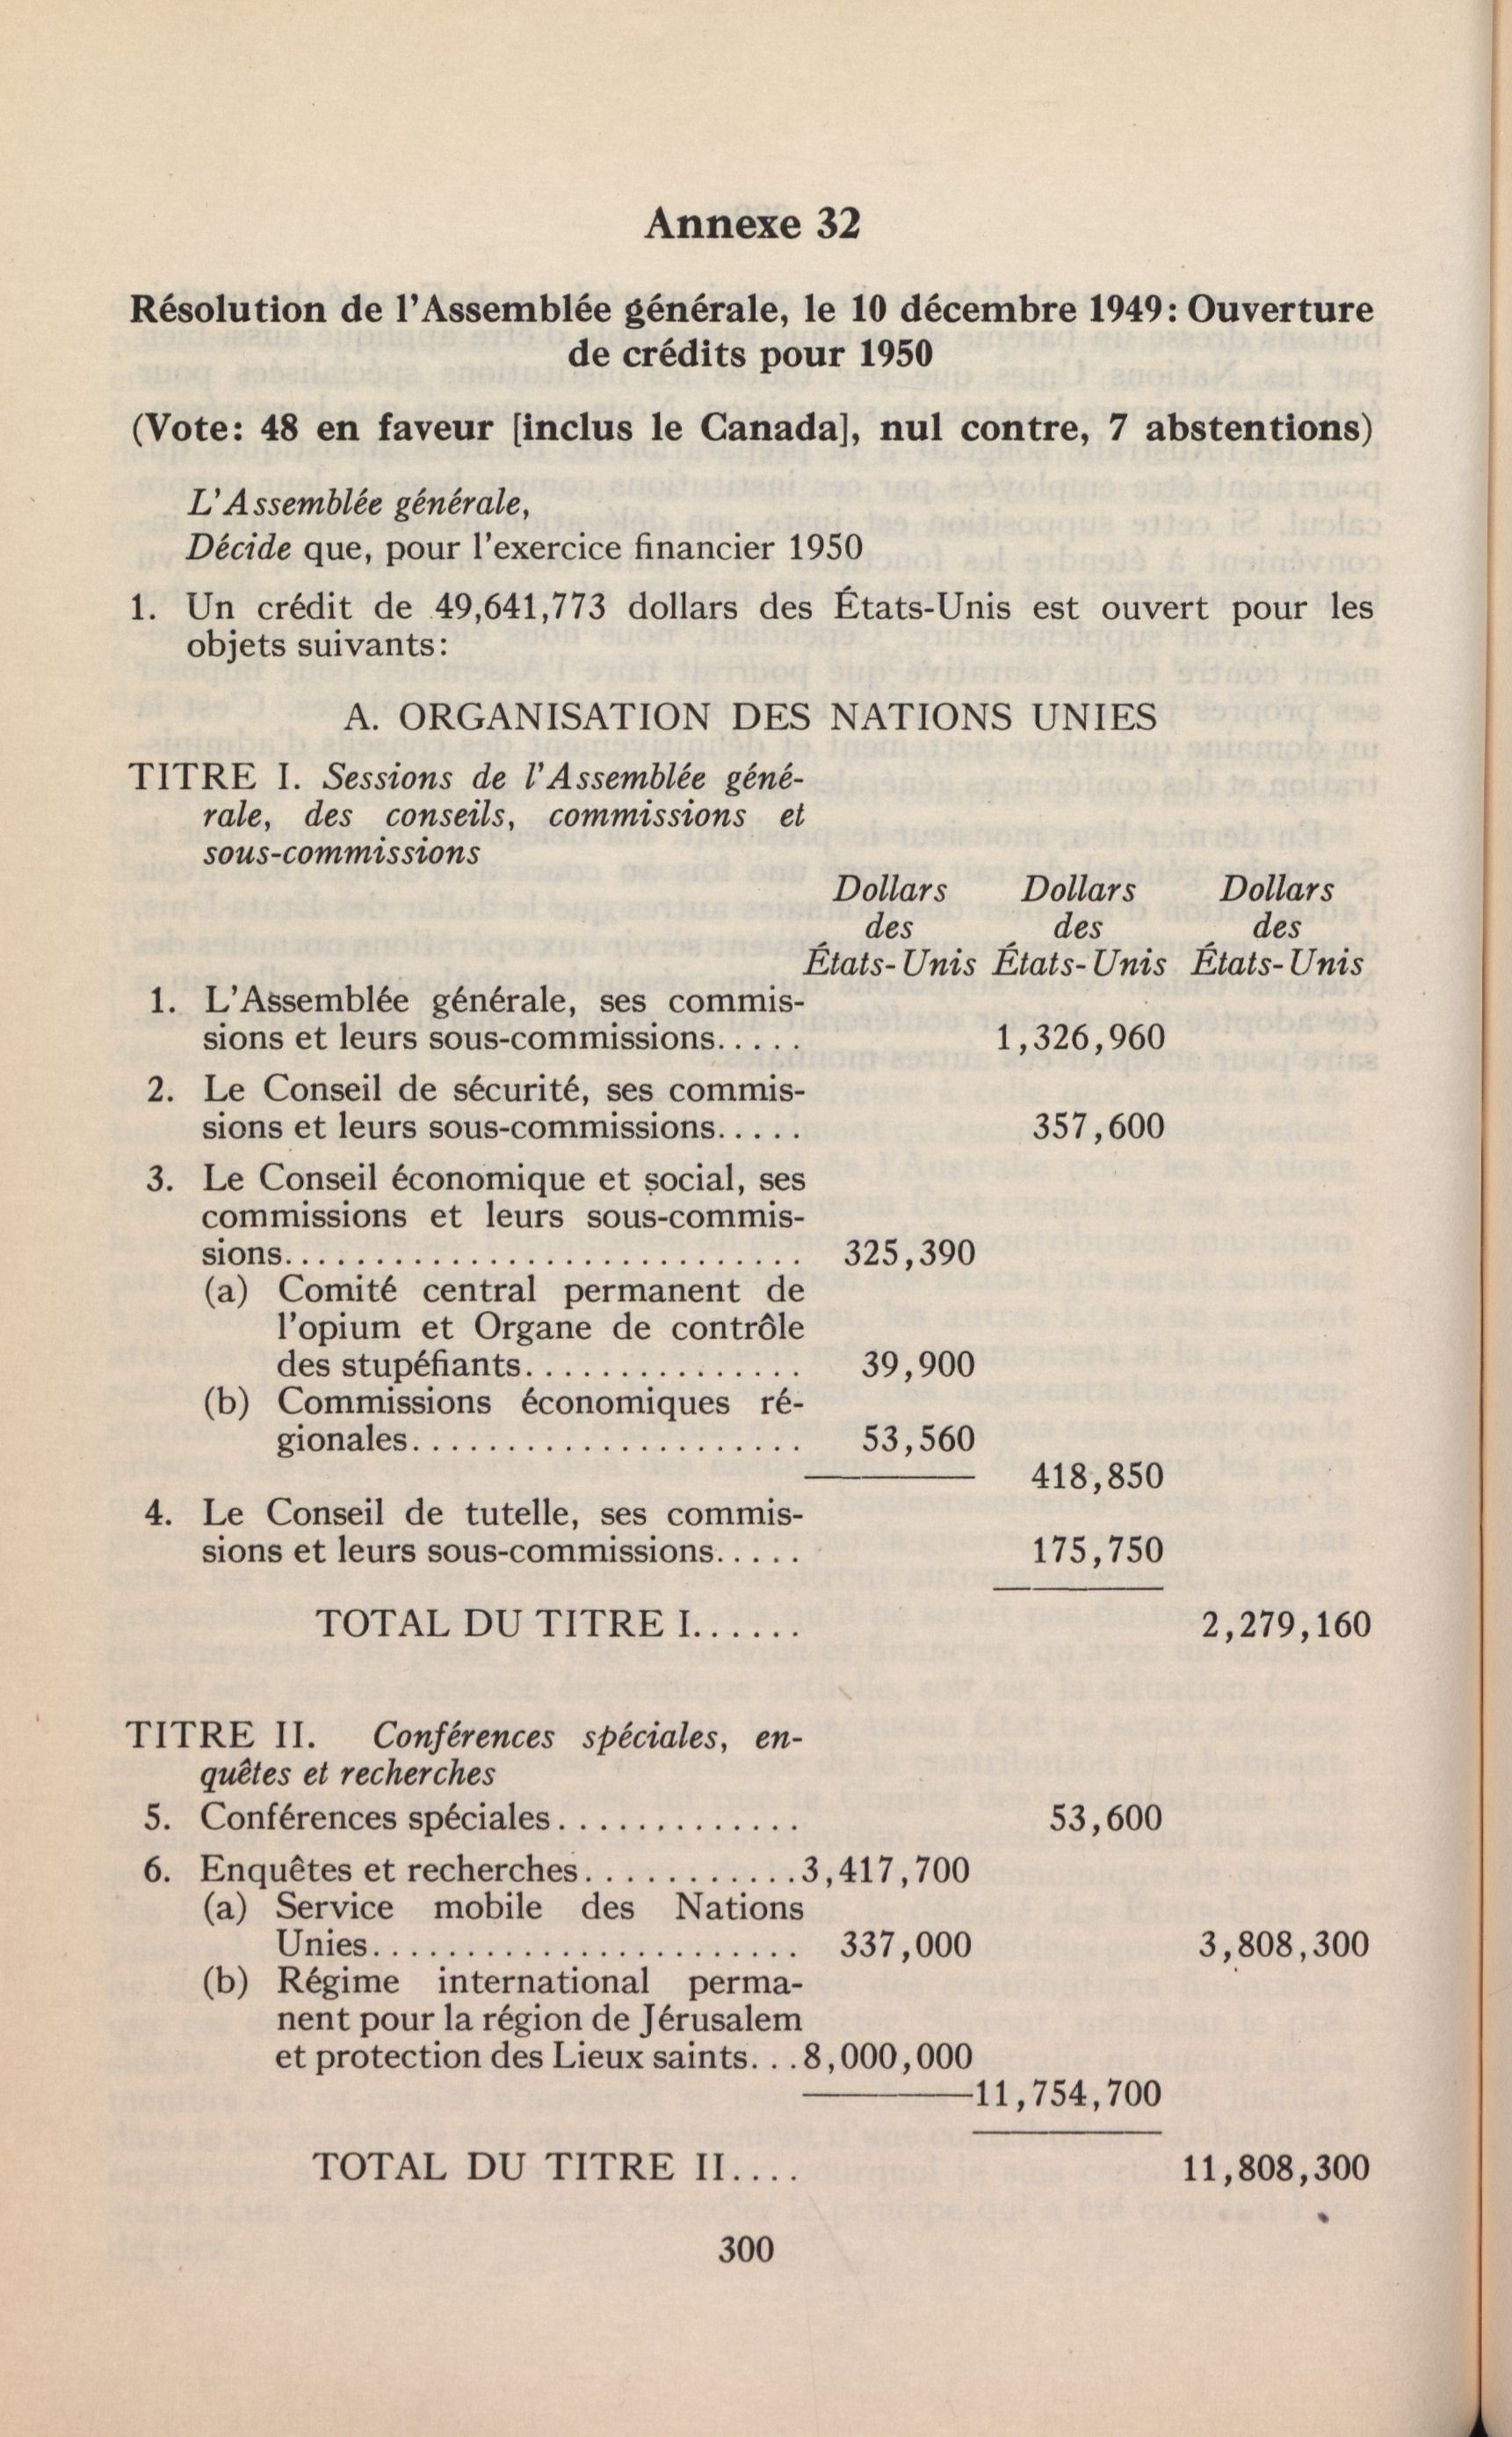 Annexe 32
Résolution de l'Assemblée générale, le 10 décembre 1949: Ouverture
de crédits pour 1950
(Vote: 48 en faveur [inclus le Canada], nul contre, 7 abstentions)
L'Assemblée générale,
Décide que, pour l'exercice financier 1950
1. Un crédit de 49,641,773 dollars des États-Unis est ouvert pour les
objets suivants:
A. ORGANISATION DES NATIONS UNIES
TITRE I. Sessions de l'Assemblée géné-
rale, des conseils, commissions et
sous-commissions
Dollars Dollars Dollars
des des des
États-Unis États-Unis États-Unis
1. L'Assemblée générale, ses commis-
sions et leurs sous-commissions..... 1,326,960
2. Le Conseil de sécurité, ses commis-
sions et leurs sous-commissions..... 357,600
3. Le Conseil économique et social, ses
commissions et leurs sous-commis-
sions............................ 325,390
(a) Comité central permanent de
l'opium et Organe de contrôle
des stupéfiants............... 39,900
(b) Commissions économiques ré-
gionales..................... 53,560
418,850
4. Le Conseil de tutelle, ses commis-
sions et leurs sous-commissions..... 175,750
TOTAL DU TITRE I...... 2,279,160
TITRE II. Conférences spéciales, en-
quêtes et recherches
5. Conférences spéciales............. 53,600
6. Enquêtes et recherches............3,417,700
(a) Service mobile des Nations
Unies....................... 337,000 3,808,300
(b) Régime international perma-
nent pour la région de Jérusalem
et protection des Lieux saints...8,000,000
11,754,700
TOTAL DU TITRE II.... 11,808,300
300